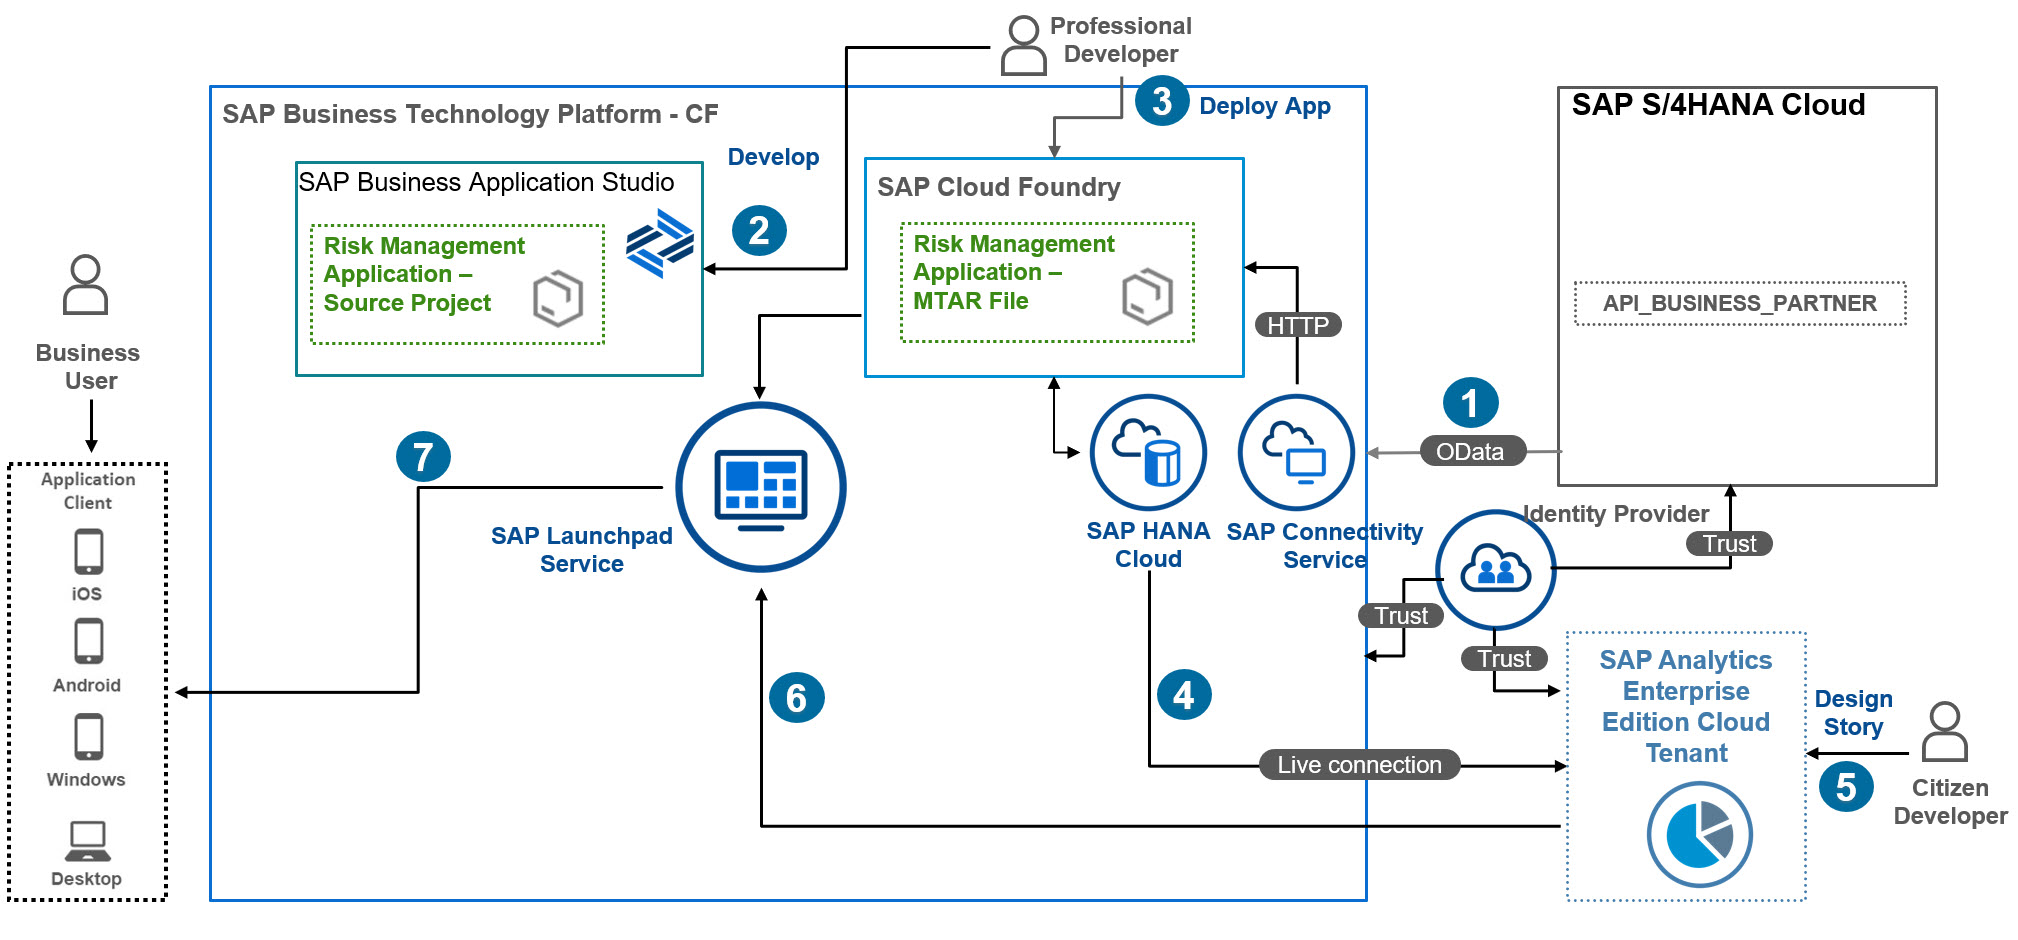 Professional
Developer
3
Deploy App
SAP Business Technology Platform - CF
Develop
SAP Business Application Studio
Risk Management
Application –
Source Project
2
SAP Cloud Foundry
Risk Management
Application –
MTAR File
HTTP
SAP S/4HANA Cloud
API_BUSINESS_PARTNER
1
OData
Business
User
Application
Client
iOS
Android
Windows
Desktop
7
SAP Launchpad
Service
SAP HANA
Cloud
SAP Connectivity
Service
Identity Provider
Trust
Trust
Trust
6
4
Live connection
SAP Analytics
Enterprise
Edition Cloud
Tenant
Design
Story
5
Citizen
Developer